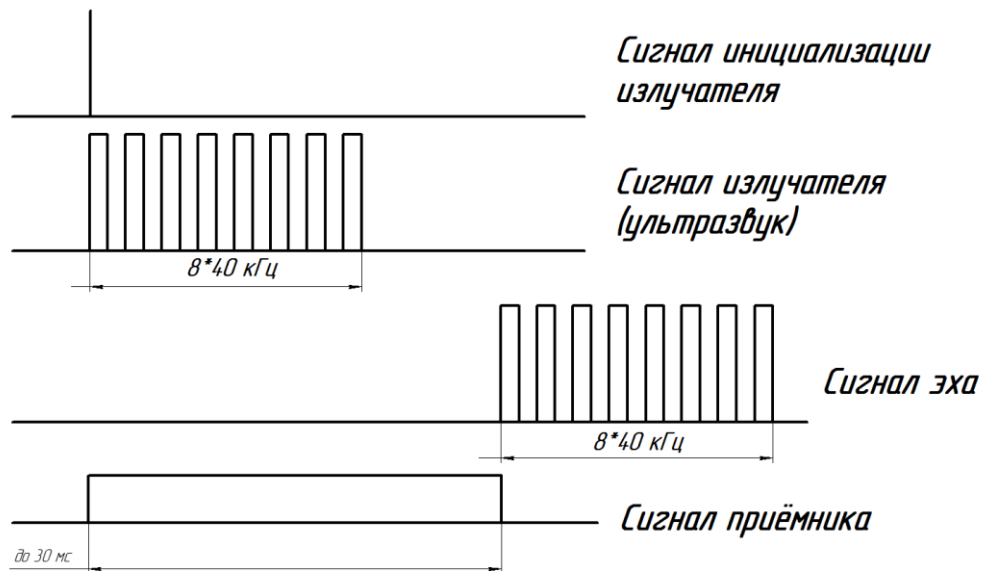 Сигнал инициализации
излучателя
Сигнал излучателя
(ультразвук)
8*40 кГц
Сигнал эха
8*40 кГц
Сигнал приёмника
до 30 мс